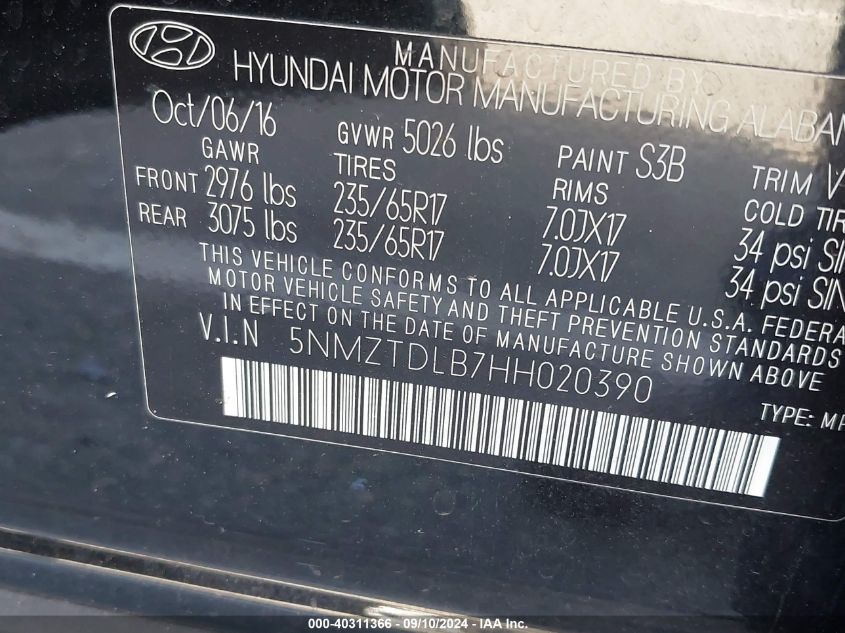 MANUFACTURED BY
HYUNDAI MOTOR MANUFACTURING ALABAM
Oct/06/16 GVWR 5026 lbs PAINT S3B TRIM V
GAWR TIRES RIMS COLD TIR
FRONT 2976 lbs 235/65R17 7.0JX17 34 psi SIN
REAR 3075 lbs 235/65R17 7.0JX17 34 psi SIN
THIS VEHICLE CONFORMS TO ALL APPLICABLE U.S.A. FEDERA
MOTOR VEHICLE SAFETY AND THEFT PREVENTION STANDARDS
IN EFFECT ON THE DATE OF MANUFACTURE SHOWN ABOVE
V.I.N 5NMZTDLB7HH020390
TYPE: MP
000-40311366 - 09/10/2024 - IAA Inc.